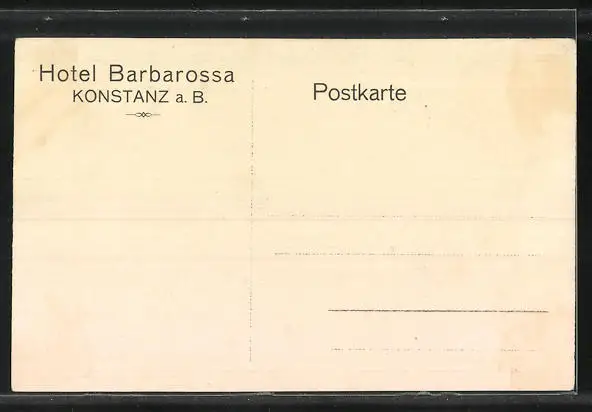 Hotel Barbarossa
KONSTANZ a. B.
Postkarte